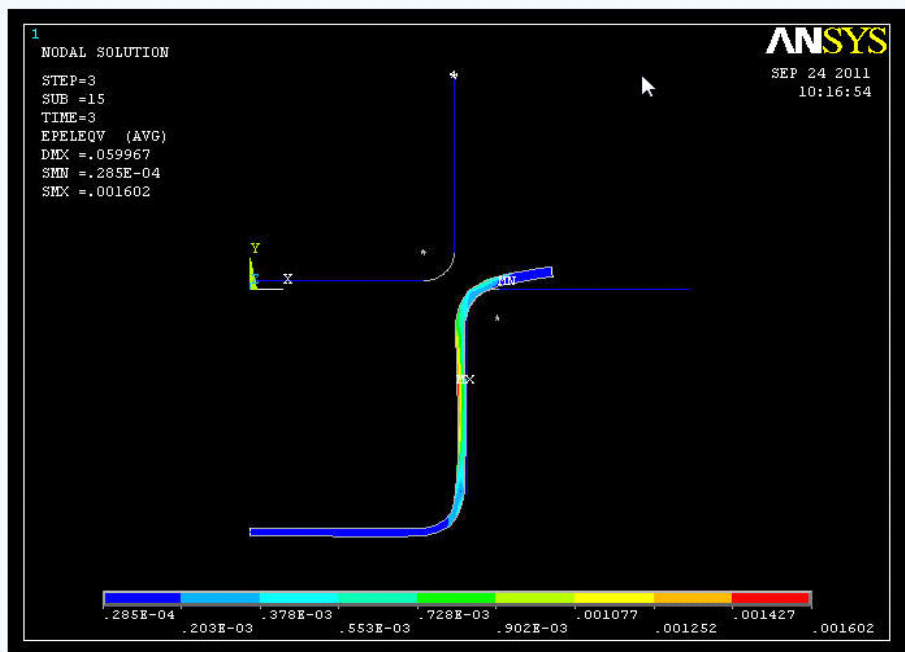 1
NODAL SOLUTION
STEP=3
SUB =15
TIME=3
EPELEQV (AVG)
DMX =.059967
SMN =.285E-04
SMX =.001602
ANSYS
SEP 24 2011
10:16:54
Y
Z X
MN
MX
.285E-04 .378E-03 .728E-03 .001077 .001427
.203E-03 .553E-03 .902E-03 .001252 .001602